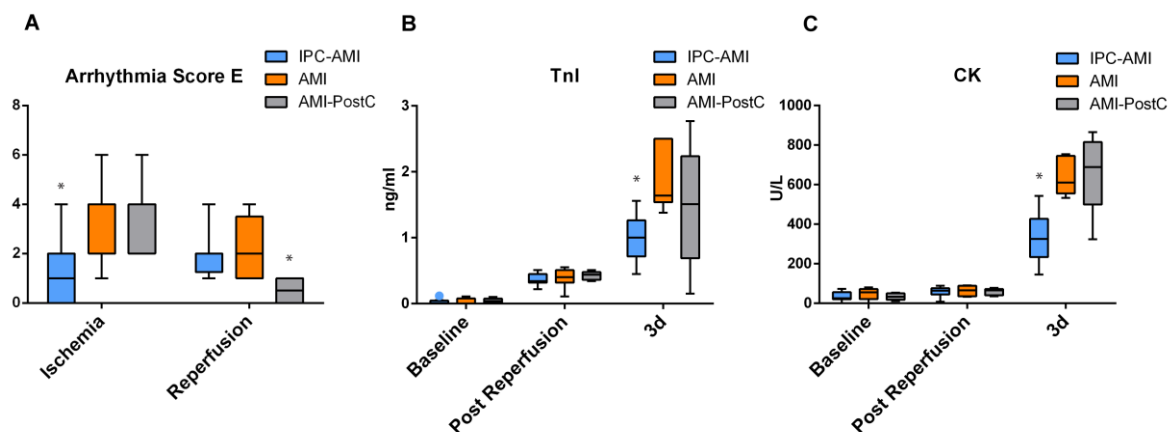 A
Arrhythmia Score E
IPC-AMI
AMI
AMI-PostC
8
6
4
2
0
*
*
Ischemia
Reperfusion
B
TnI
IPC-AMI
AMI
AMI-PostC
ng/ml
3
2
1
0
*
Baseline
Post Reperfusion
3d
C
CK
IPC-AMI
AMI
AMI-PostC
U/L
1000
800
600
400
200
0
*
Baseline
Post Reperfusion
3d